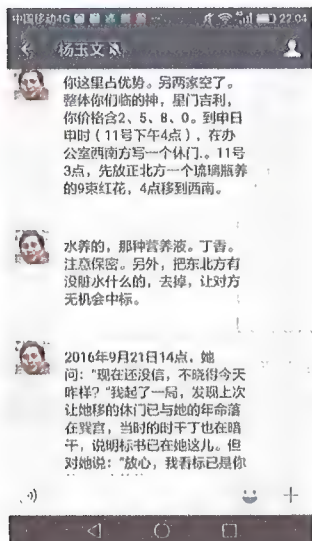 中国移动4G 22:04
杨玉文
你这里占优势。另两家空了。
整体你们临的神，星门吉利，
你价格含2、5、8、0。到申日
申时（11号下午4点），在办
公室西南方写一个休门.。11号
3点，先放正北方一个琉璃瓶养
的9束红花，4点移到西南。
水养的，那种营养液。丁香。
注意保密。另外，把东北方有
没脏水什么的，去掉，让对方
无机会中标。
2016年9月21日14点，她
问："现在还没信，不晓得今天
咋样？"我起了一局，发现上次
让她移的休门已与她的年命落
在巽宫，当时的时干丁也在暗
干，说明标书已在她这儿。但
对她说："放心，我看标已是你